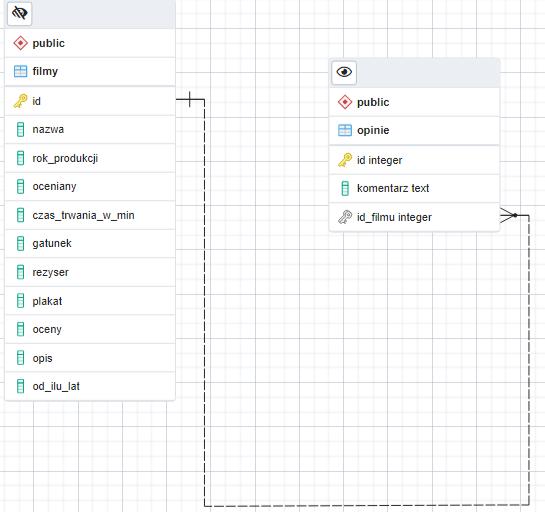 public
filmy
id
nazwa
rok_produkcji
oceniany
czas_trwania_w_min
gatunek
rezyser
plakat
oceny
opis
od_ilu_lat
public
opinie
id integer
komentarz text
id_filmu integer